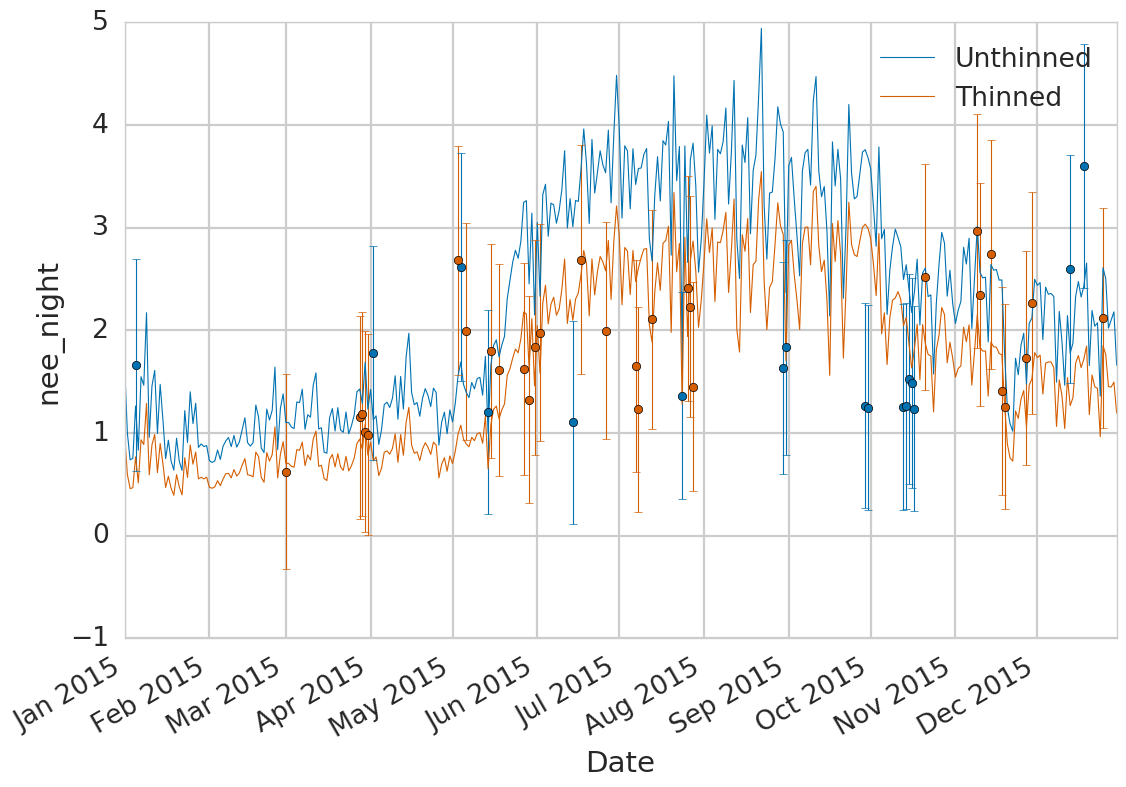 5
4
3
2
1
0
−1
nee_night
Unthinned
Thinned
Jan 2015
Feb 2015
Mar 2015
Apr 2015
May 2015
Jun 2015
Jul 2015
Aug 2015
Sep 2015
Oct 2015
Nov 2015
Dec 2015
Date